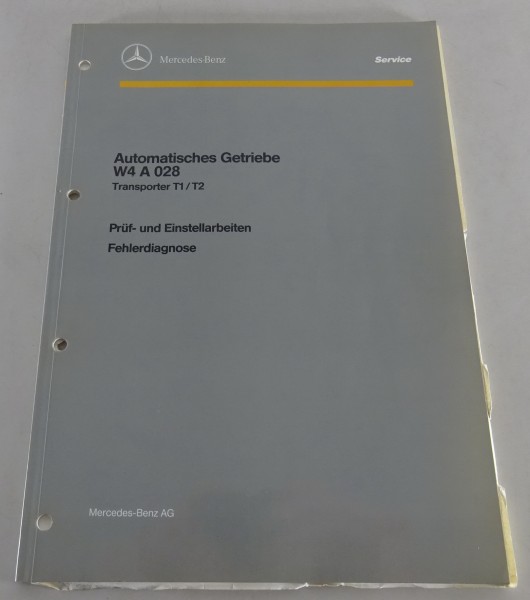 Mercedes-Benz
Service
Automatisches Getriebe
W4 A 028
Transporter T1/T2
Prüf- und Einstellarbeiten
Fehlerdiagnose
Mercedes-Benz AG